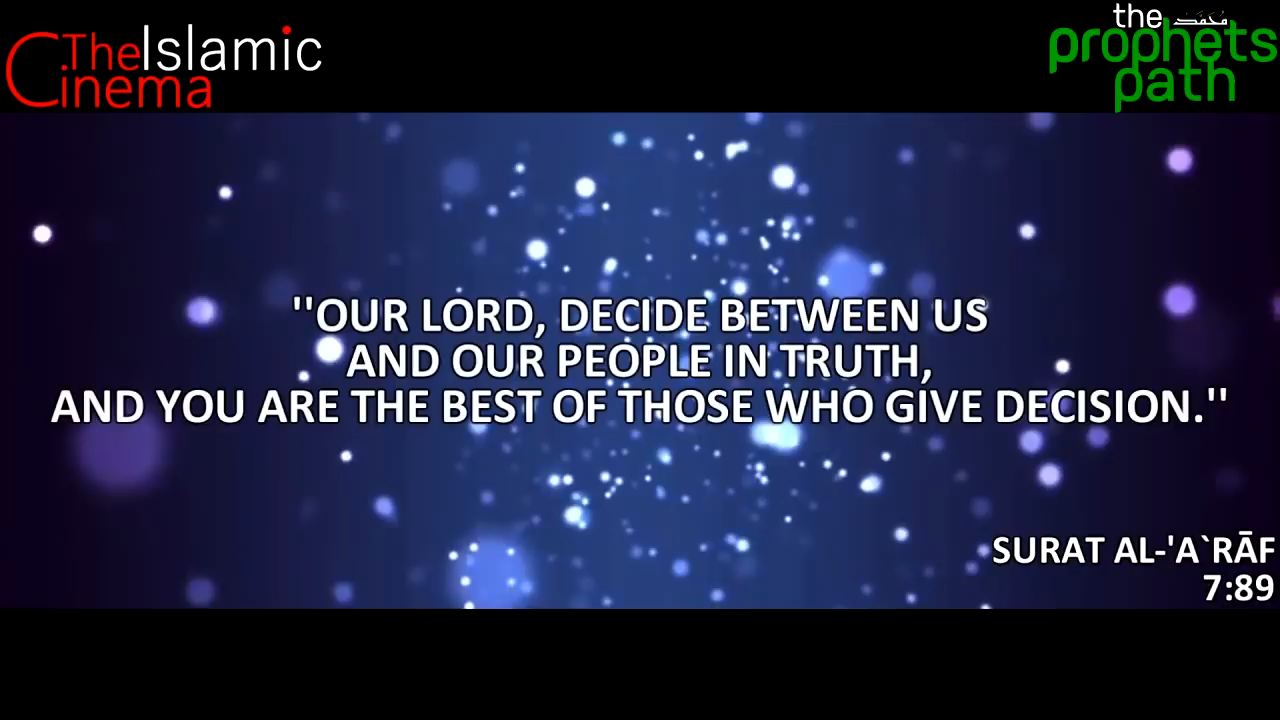 The Islamic
Cinema
the مُحَمَّد
prophets
path
''OUR LORD, DECIDE BETWEEN US
AND OUR PEOPLE IN TRUTH,
AND YOU ARE THE BEST OF THOSE WHO GIVE DECISION.''
SURAT AL-'A`RĀF
7:89